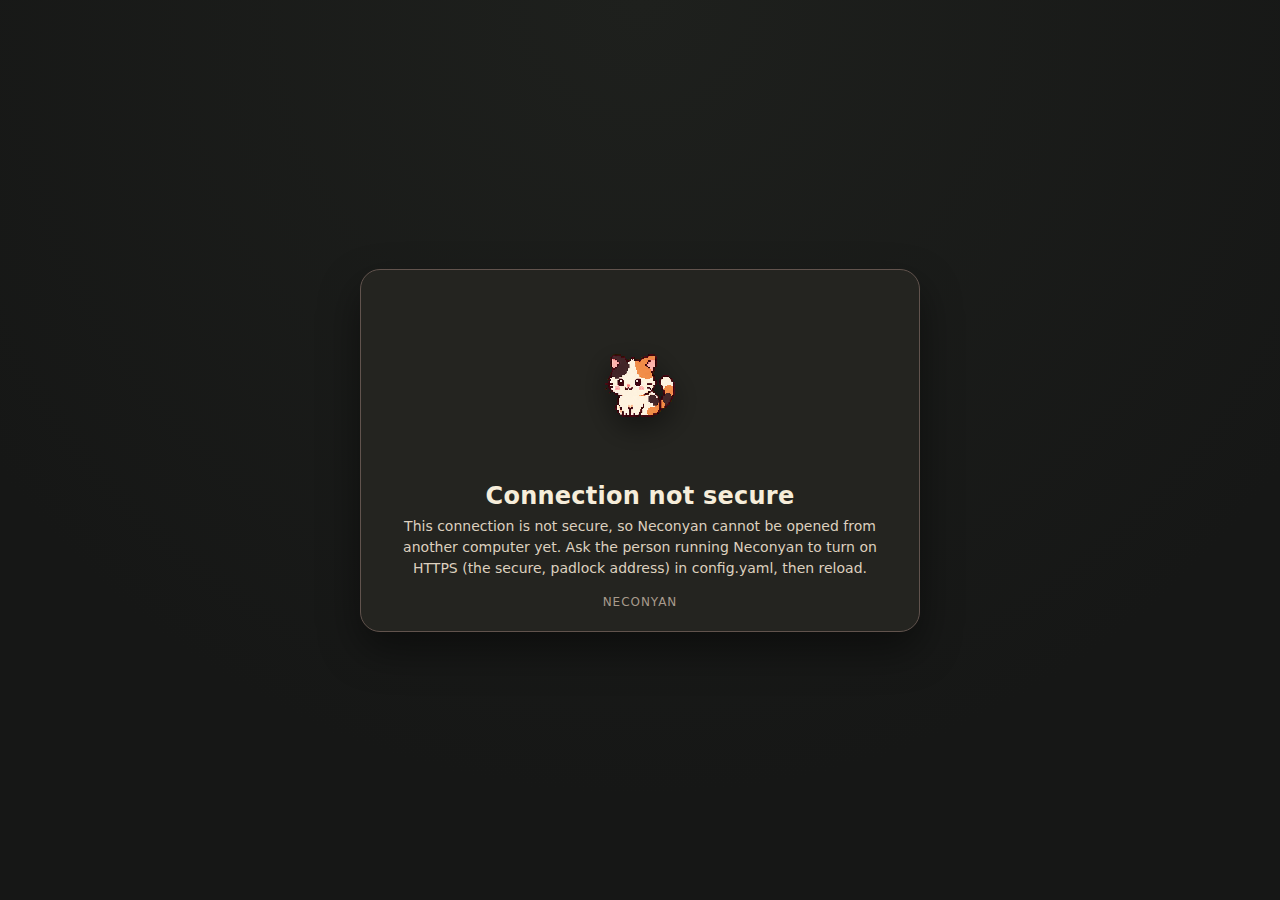 Connection not secure
This connection is not secure, so Neconyan cannot be opened from
another computer yet. Ask the person running Neconyan to turn on
HTTPS (the secure, padlock address) in config.yaml, then reload.
NECONYAN